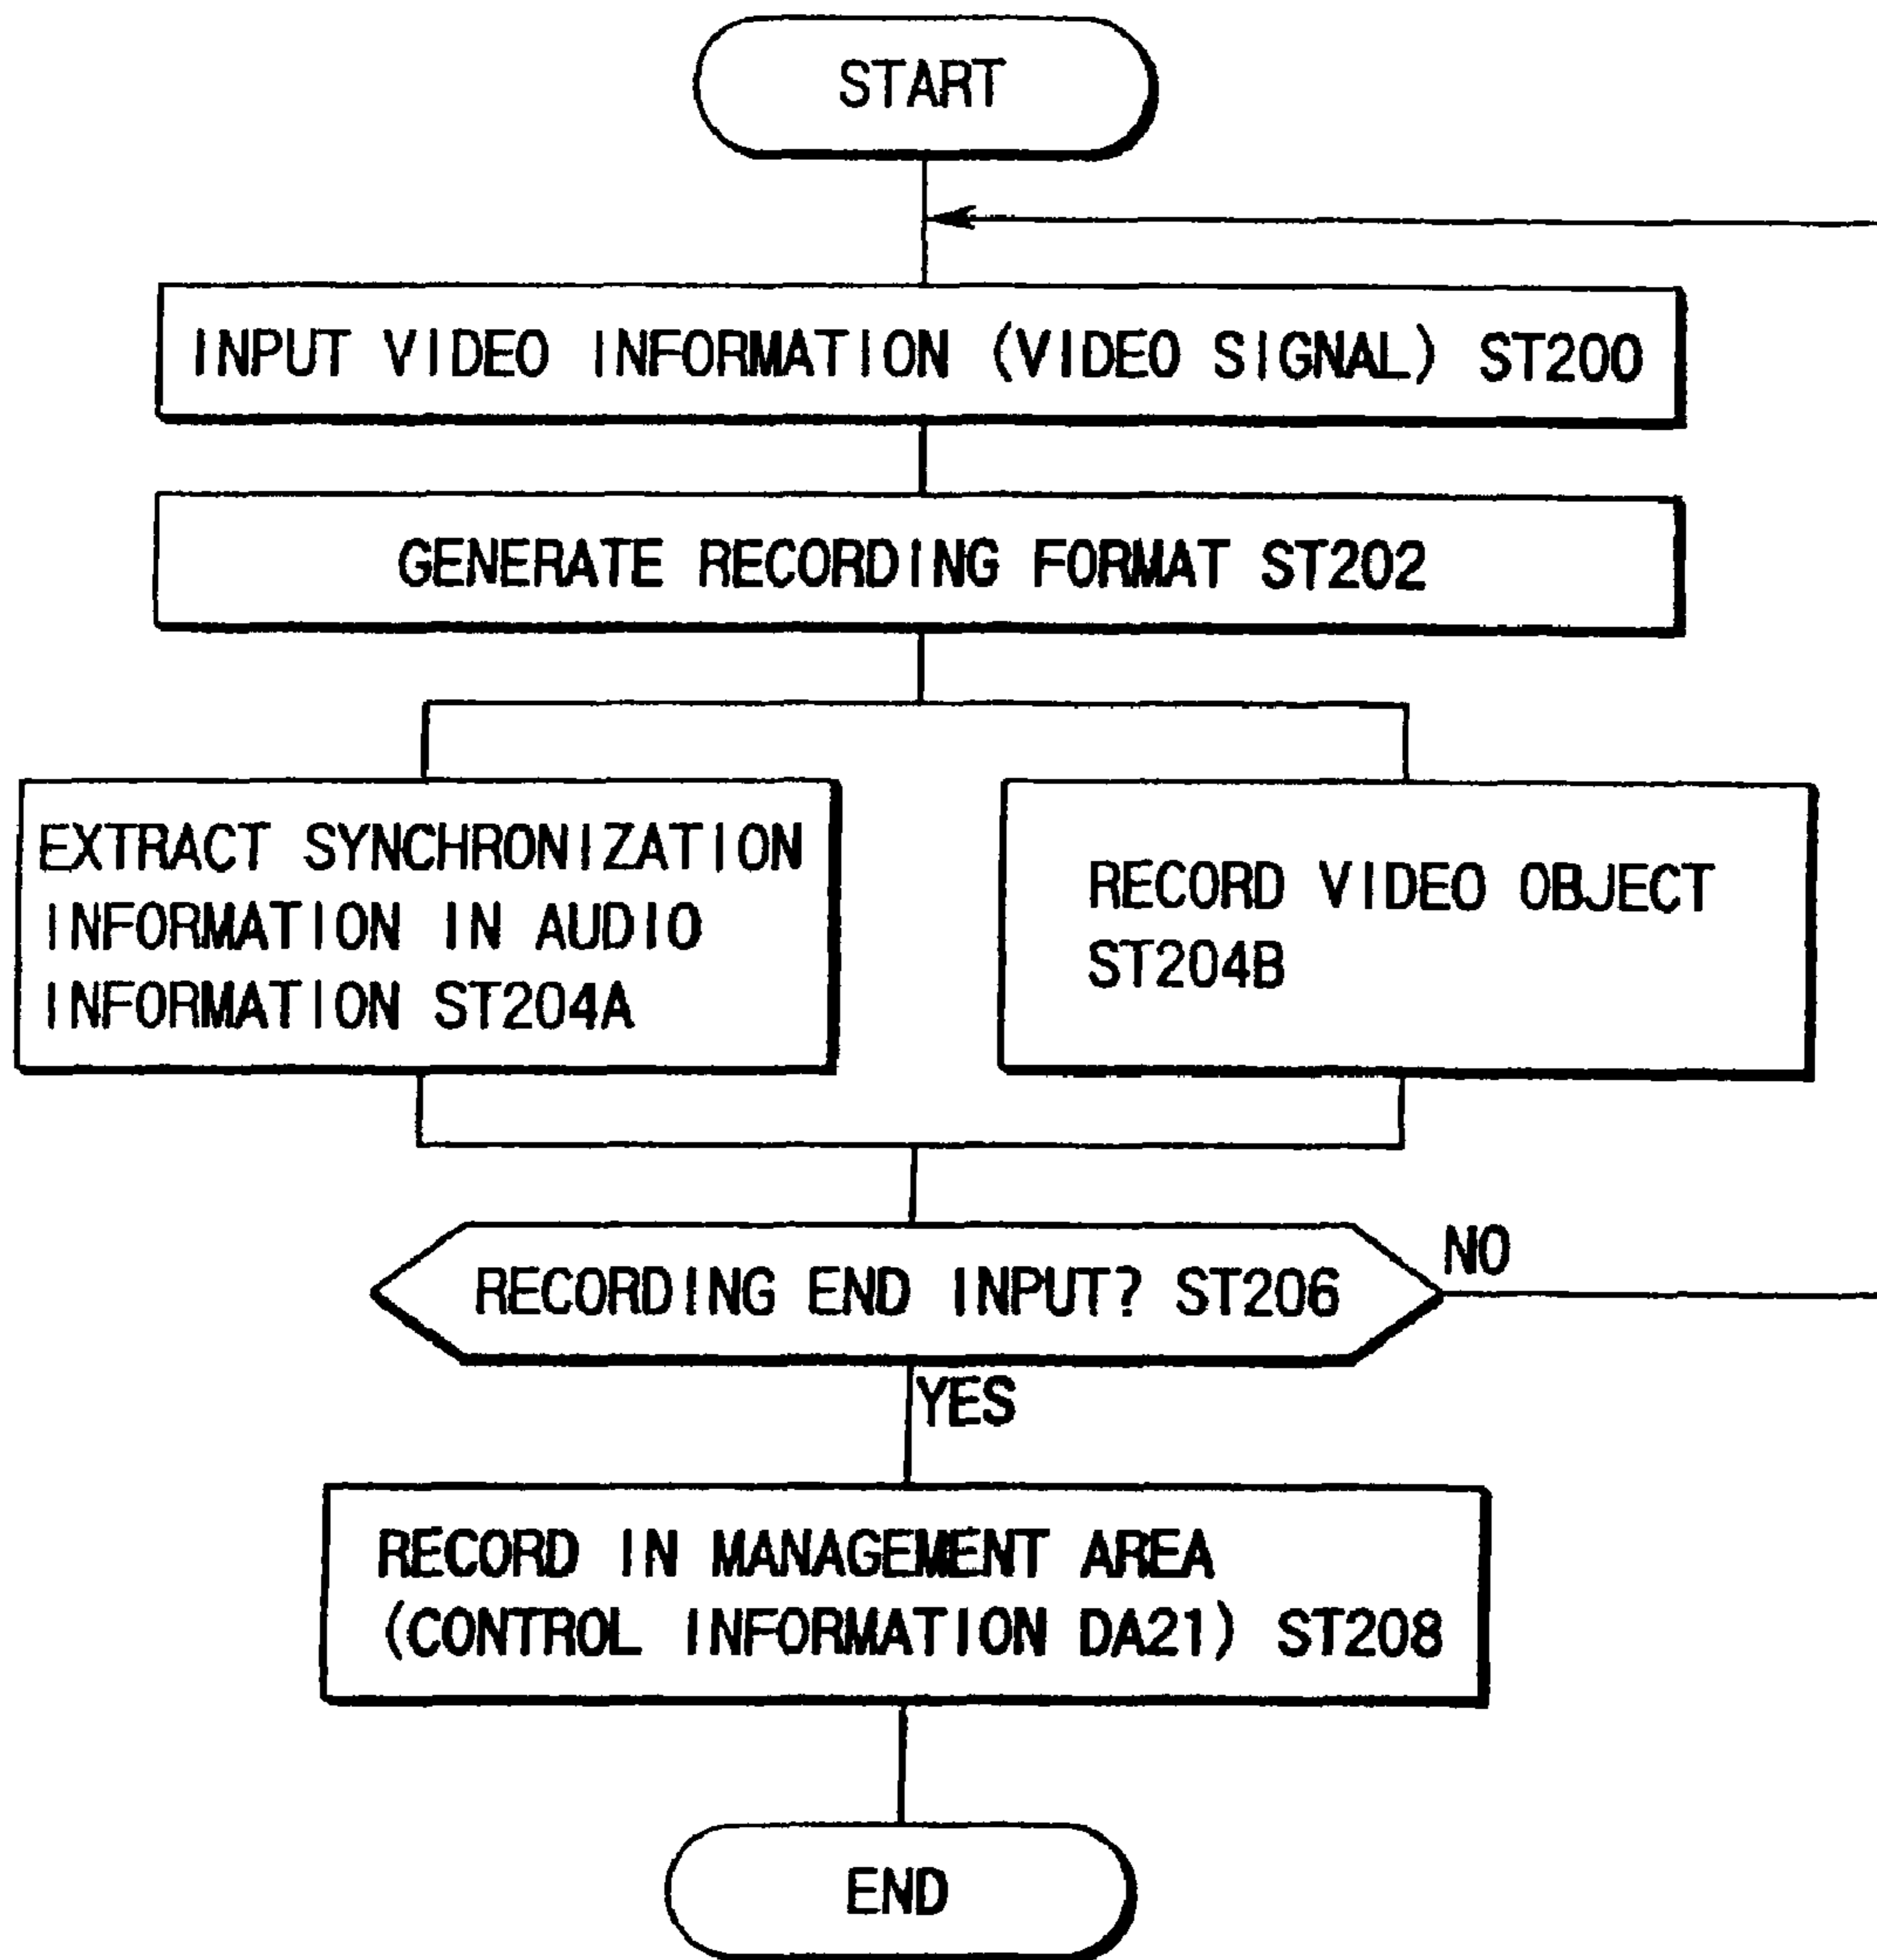 START
INPUT VIDEO INFORMATION (VIDEO SIGNAL) ST200
GENERATE RECORDING FORMAT ST202
EXTRACT SYNCHRONIZATION
INFORMATION IN AUDIO
INFORMATION ST204A
RECORD VIDEO OBJECT
ST204B
RECORDING END INPUT? ST206
NO
YES
RECORD IN MANAGEMENT AREA
(CONTROL INFORMATION DA21) ST208
END